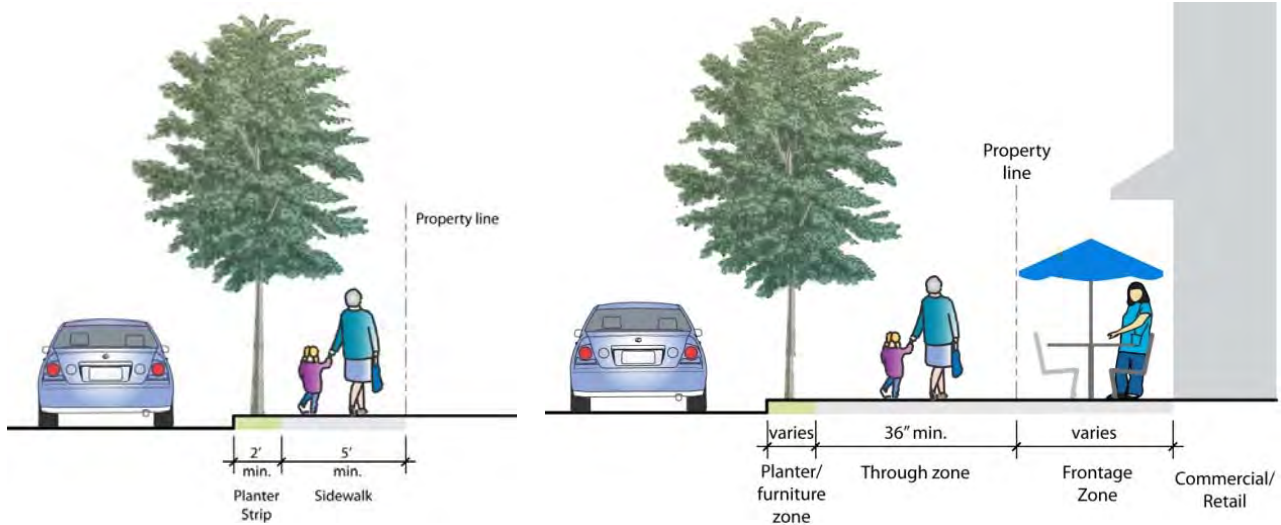 Property line
2'
min.
5'
min.
Planter
Strip
Sidewalk
Property
line
varies
36" min.
varies
Planter/
furniture
zone
Through zone
Frontage
Zone
Commercial/
Retail